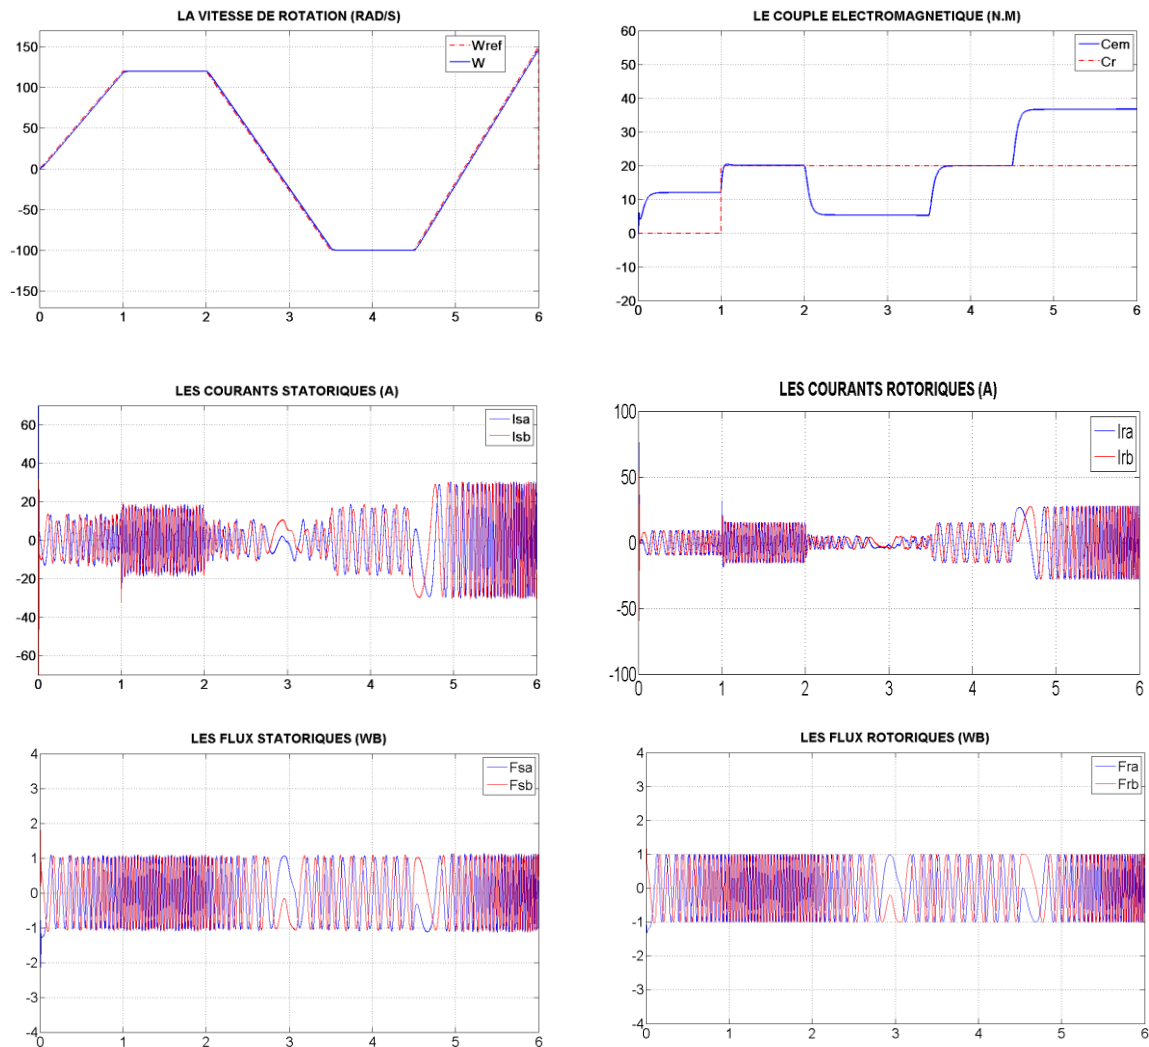 LA VITESSE DE ROTATION (RAD/S)
150
100
50
0
-50
-100
-150
0 1 2 3 4 5 6
Wref
W
LE COUPLE ELECTROMAGNETIQUE (N.M)
60
50
40
30
20
10
0
-10
-20
0 1 2 3 4 5 6
Cem
Cr
LES COURANTS STATORIQUES (A)
60
40
20
0
-20
-40
-60
0 1 2 3 4 5 6
Isa
Isb
LES COURANTS ROTORIQUES (A)
100
50
0
-50
-100
0 1 2 3 4 5 6
Ira
Irb
LES FLUX STATORIQUES (WB)
4
3
2
1
0
-1
-2
-3
-4
0 1 2 3 4 5 6
Fsa
Fsb
LES FLUX ROTORIQUES (WB)
4
3
2
1
0
-1
-2
-3
-4
0 1 2 3 4 5 6
Fra
Frb